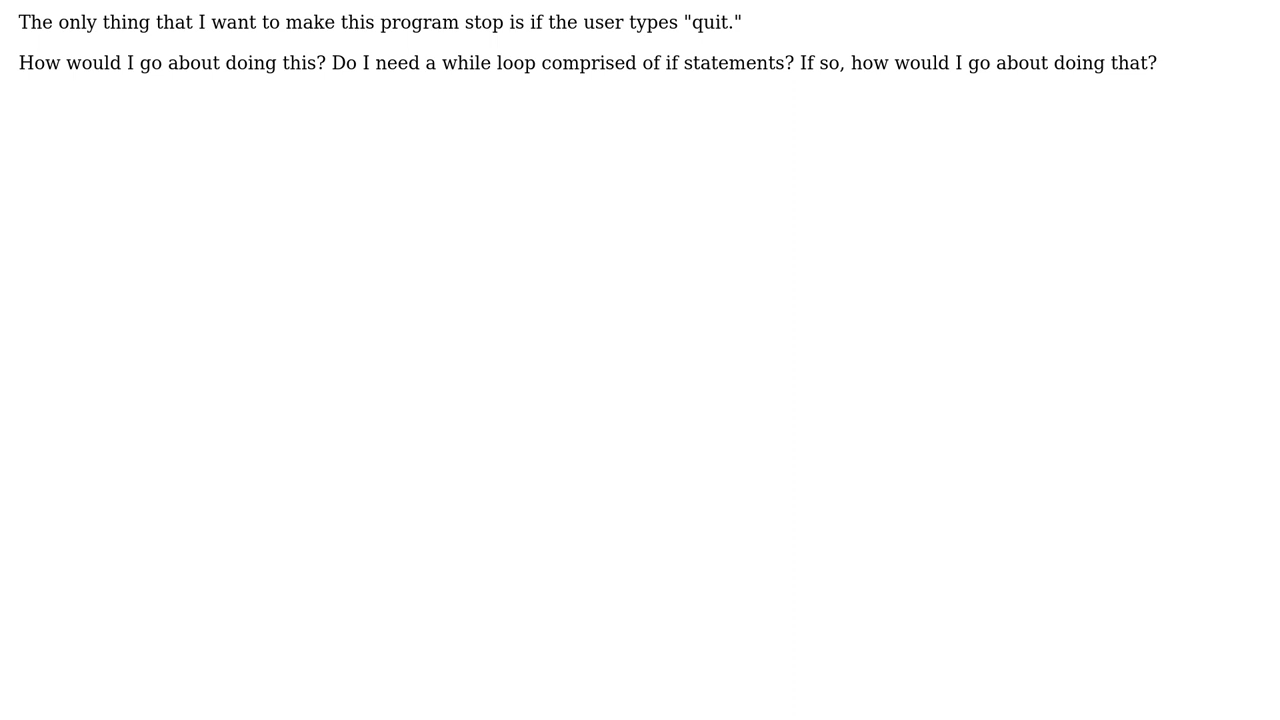 The only thing that I want to make this program stop is if the user types "quit."
How would I go about doing this? Do I need a while loop comprised of if statements? If so, how would I go about doing that?